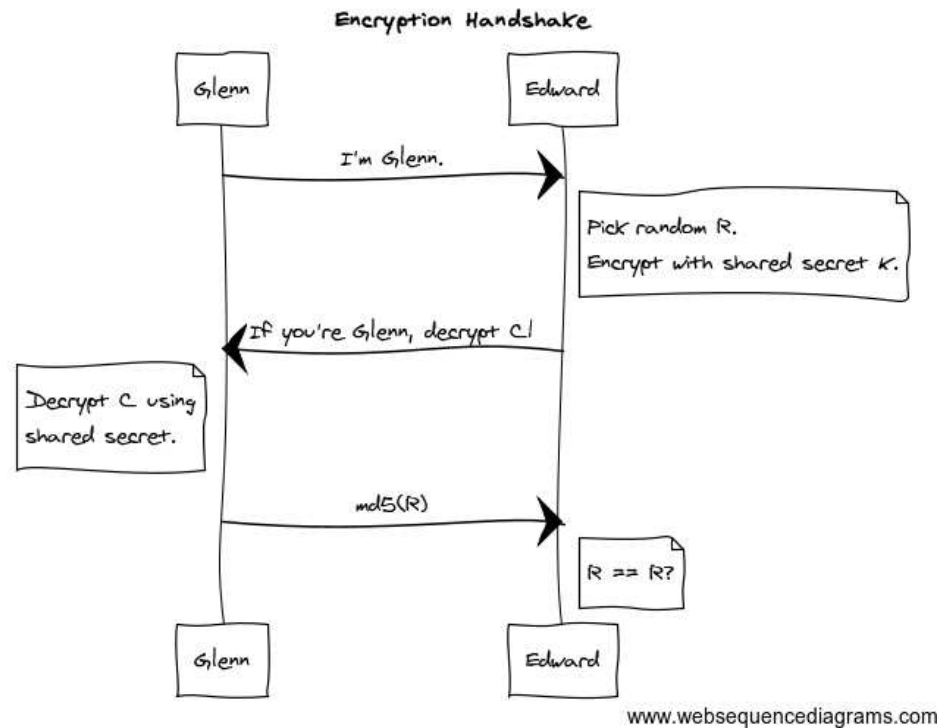 Encryption Handshake
Glenn
Edward
I'm Glenn.
Pick random R.
Encrypt with shared secret K.
If you're Glenn, decrypt C!
Decrypt C using
shared secret.
md5(R)
R == R?
Glenn
Edward
www.websequencediagrams.com